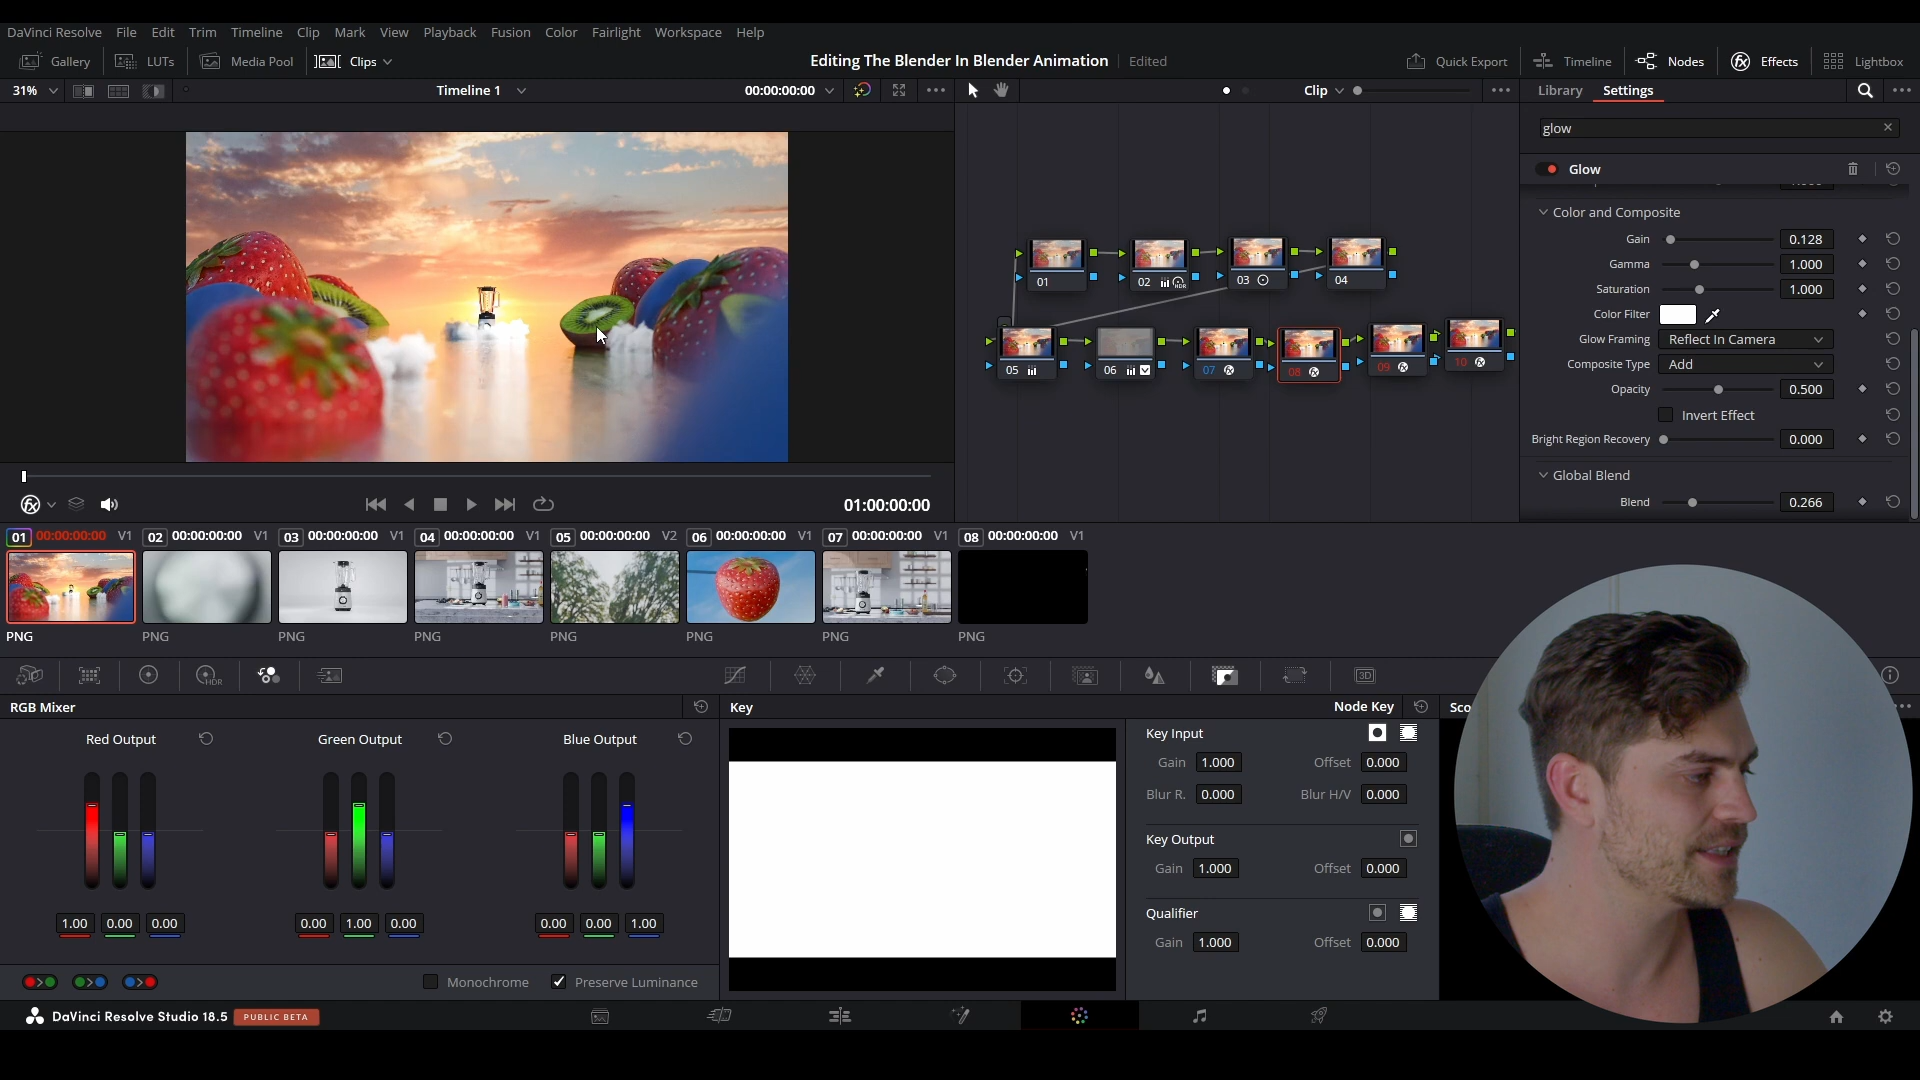 DaVinci Resolve File Edit Trim Timeline Clip Mark View Playback Fusion Color Fairlight Workspace Help
Gallery LUTs Media Pool Clips Editing The Blender In Blender Animation Edited Quick Export Timeline Nodes Effects Lightbox
31% Timeline 1 00:00:00:00 Clip Library Settings
glow
Glow
Color and Composite
Gain 0.128
Gamma 1.000
Saturation 1.000
Color Filter
Glow Framing Reflect In Camera
Composite Type Add
Opacity 0.500
Invert Effect
Bright Region Recovery 0.000
Global Blend
Blend 0.266
01 02 HDR 03 04
05 06 07 08 09 10
01:00:00:00
01 00:00:00:00 V1 02 00:00:00:00 V1 03 00:00:00:00 V1 04 00:00:00:00 V1 05 00:00:00:00 V2 06 00:00:00:00 V1 07 00:00:00:00 V1 08 00:00:00:00 V1
PNG PNG PNG PNG PNG PNG PNG PNG
HDR 3D
RGB Mixer Key Node Key Sco
Red Output Green Output Blue Output
1.00 0.00 0.00 0.00 1.00 0.00 0.00 0.00 1.00
Monochrome Preserve Luminance
Key Input
Gain 1.000 Offset 0.000
Blur R. 0.000 Blur H/V 0.000
Key Output
Gain 1.000 Offset 0.000
Qualifier
Gain 1.000 Offset 0.000
DaVinci Resolve Studio 18.5 PUBLIC BETA